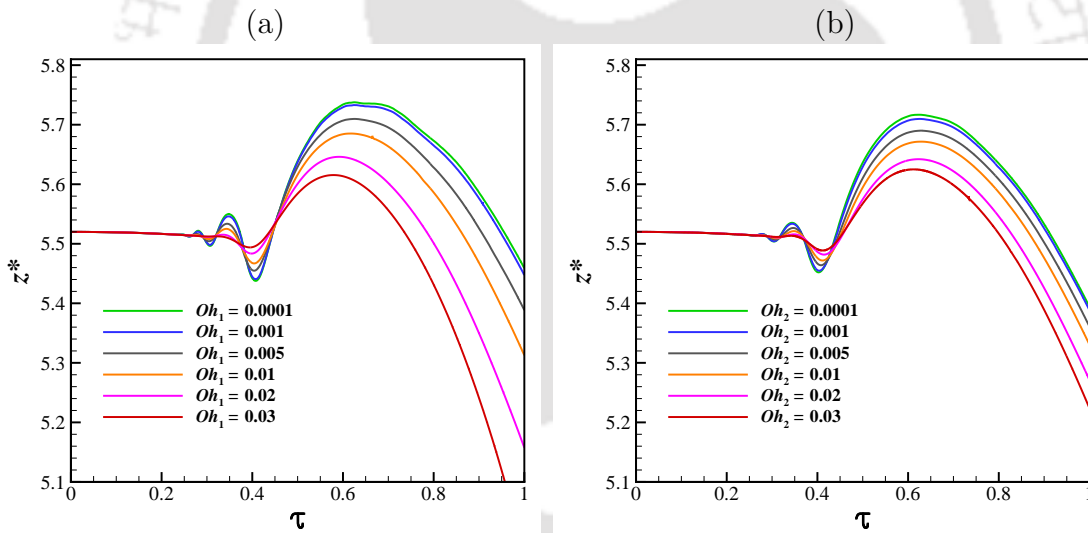 (a)
(b)
5.8
5.7
5.6
5.5
5.4
5.3
5.2
5.1
z*
Oh₁ = 0.0001
Oh₁ = 0.001
Oh₁ = 0.005
Oh₁ = 0.01
Oh₁ = 0.02
Oh₁ = 0.03
0 0.2 0.4 0.6 0.8 1
τ
5.8
5.7
5.6
5.5
5.4
5.3
5.2
5.1
z*
Oh₂ = 0.0001
Oh₂ = 0.001
Oh₂ = 0.005
Oh₂ = 0.01
Oh₂ = 0.02
Oh₂ = 0.03
0 0.2 0.4 0.6 0.8 1
τ